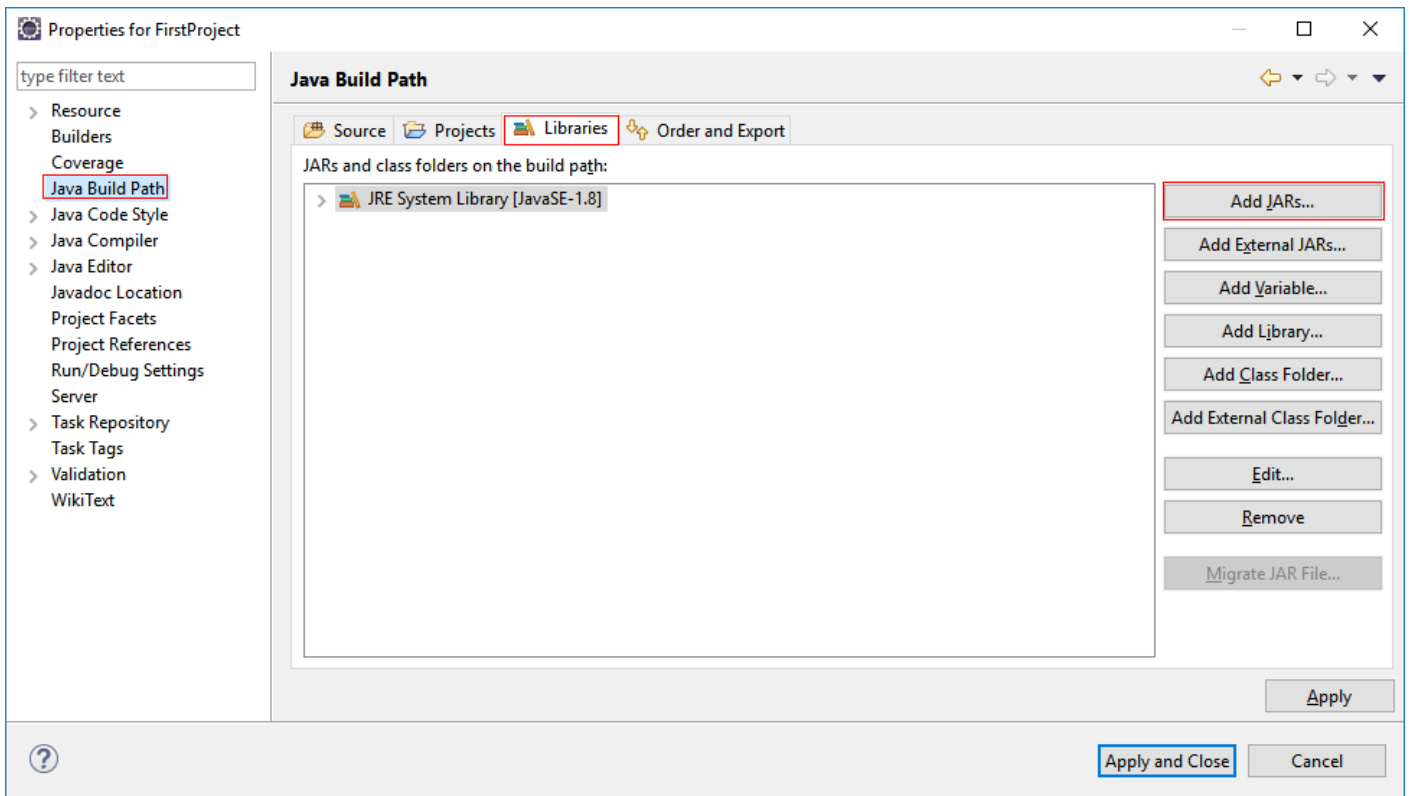 Properties for FirstProject
type filter text
Resource
Builders
Coverage
Java Build Path
Java Code Style
Java Compiler
Java Editor
Javadoc Location
Project Facets
Project References
Run/Debug Settings
Server
Task Repository
Task Tags
Validation
WikiText
Java Build Path
Source Projects Libraries Order and Export
JARs and class folders on the build path:
JRE System Library [JavaSE-1.8]
Add JARs...
Add External JARs...
Add Variable...
Add Library...
Add Class Folder...
Add External Class Folder...
Edit...
Remove
Migrate JAR File...
Apply
Apply and Close Cancel